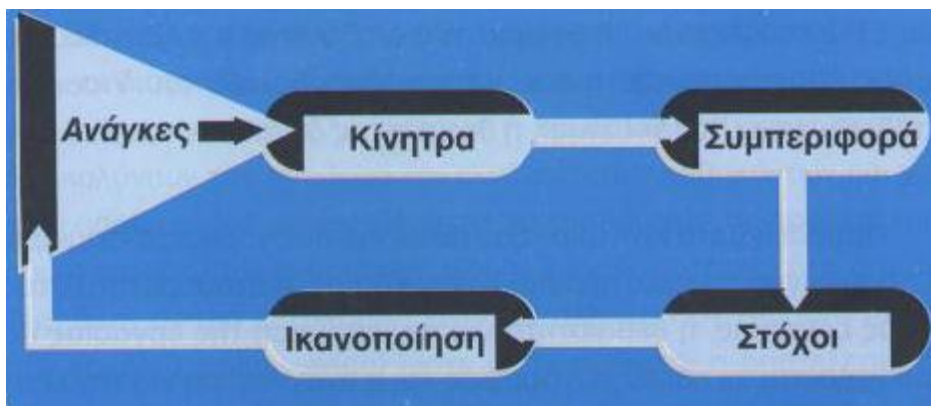 Ανάγκες
Κίνητρα
Συμπεριφορά
Στόχοι
Ικανοποίηση